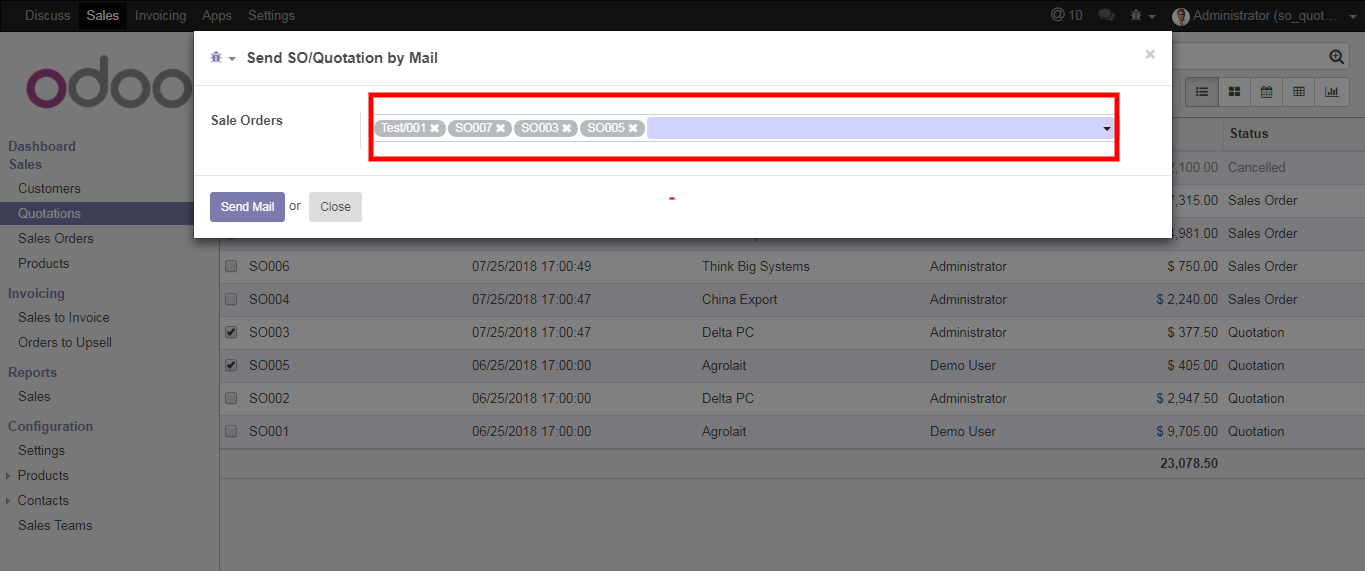 Discuss Sales Invoicing Apps Settings @ 10 Administrator (so_quot...
odoo
Send SO/Quotation by Mail ×
Sale Orders Test/001 × SO007 × SO003 × SO005 ×
Send Mail or Close
Dashboard
Sales
Customers
Quotations
Sales Orders
Products
Invoicing
Sales to Invoice
Orders to Upsell
Reports
Sales
Configuration
Settings
Products
Contacts
Sales Teams
Status
,100.00 Cancelled
,315.00 Sales Order
,981.00 Sales Order
SO006 07/25/2018 17:00:49 Think Big Systems Administrator $ 750.00 Sales Order
SO004 07/25/2018 17:00:47 China Export Administrator $ 2,240.00 Sales Order
SO003 07/25/2018 17:00:47 Delta PC Administrator $ 377.50 Quotation
SO005 06/25/2018 17:00:00 Agrolait Demo User $ 405.00 Quotation
SO002 06/25/2018 17:00:00 Delta PC Administrator $ 2,947.50 Quotation
SO001 06/25/2018 17:00:00 Agrolait Demo User $ 9,705.00 Quotation
23,078.50